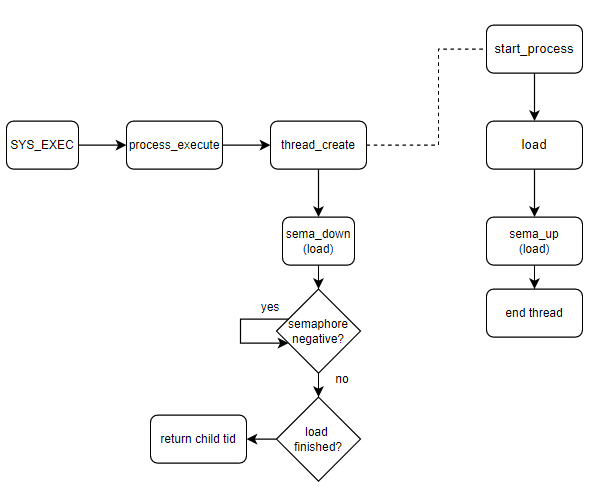 start_process
SYS_EXEC
process_execute
thread_create
load
sema_down
(load)
sema_up
(load)
yes
semaphore
negative?
end thread
no
load
finished?
return child tid